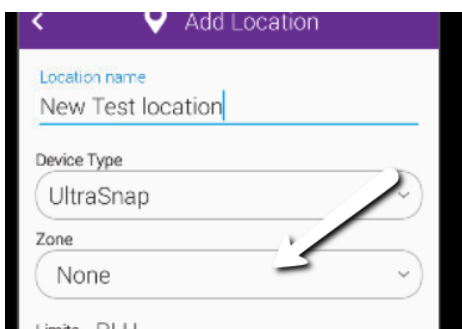 Add Location
Location name
New Test location
Device Type
UltraSnap
Zone
None